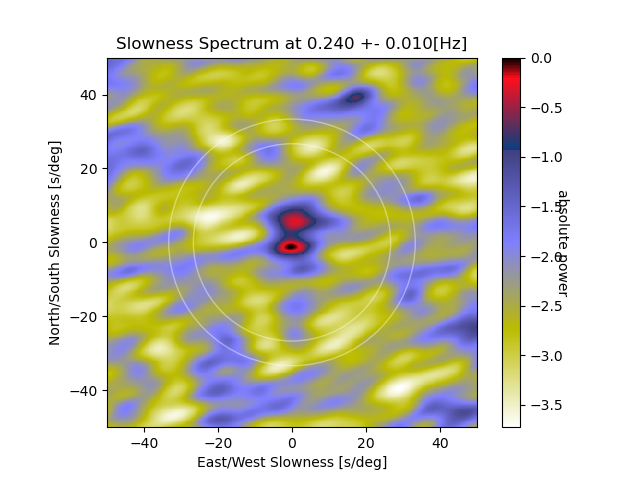 Slowness Spectrum at 0.240 +- 0.010[Hz]
North/South Slowness [s/deg]
40
20
0
−20
−40
−40 −20 0 20 40
East/West Slowness [s/deg]
0.0
−0.5
−1.0
−1.5
−2.0
−2.5
−3.0
−3.5
absolute power